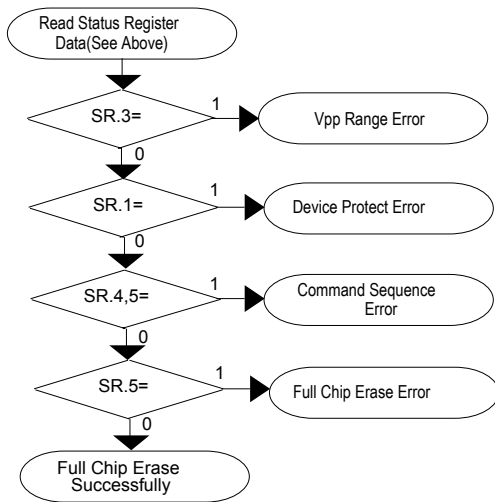 Read Status Register
Data(See Above)
SR.3=
1
Vpp Range Error
0
SR.1=
1
Device Protect Error
0
SR.4,5=
1
Command Sequence
Error
0
SR.5=
1
Full Chip Erase Error
0
Full Chip Erase
Successfully